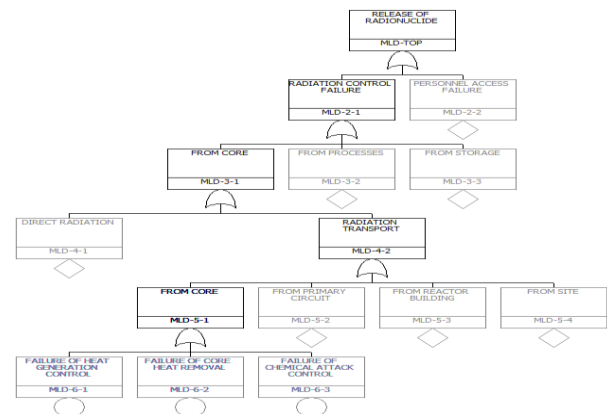 RELEASE OF
RADIONUCLIDE
MLD-TOP
RADIATION CONTROL
FAILURE
MLD-2-1
PERSONNEL ACCESS
FAILURE
MLD-2-2
FROM CORE
MLD-3-1
FROM PROCESSES
MLD-3-2
FROM STORAGE
MLD-3-3
DIRECT RADIATION
MLD-4-1
RADIATION
TRANSPORT
MLD-4-2
FROM CORE
MLD-5-1
FROM PRIMARY
CIRCUIT
MLD-5-2
FROM REACTOR
BUILDING
MLD-5-3
FROM SITE
MLD-5-4
FAILURE OF HEAT
GENERATION
CONTROL
MLD-6-1
FAILURE OF CORE
HEAT REMOVAL
MLD-6-2
FAILURE OF
CHEMICAL ATTACK
CONTROL
MLD-6-3